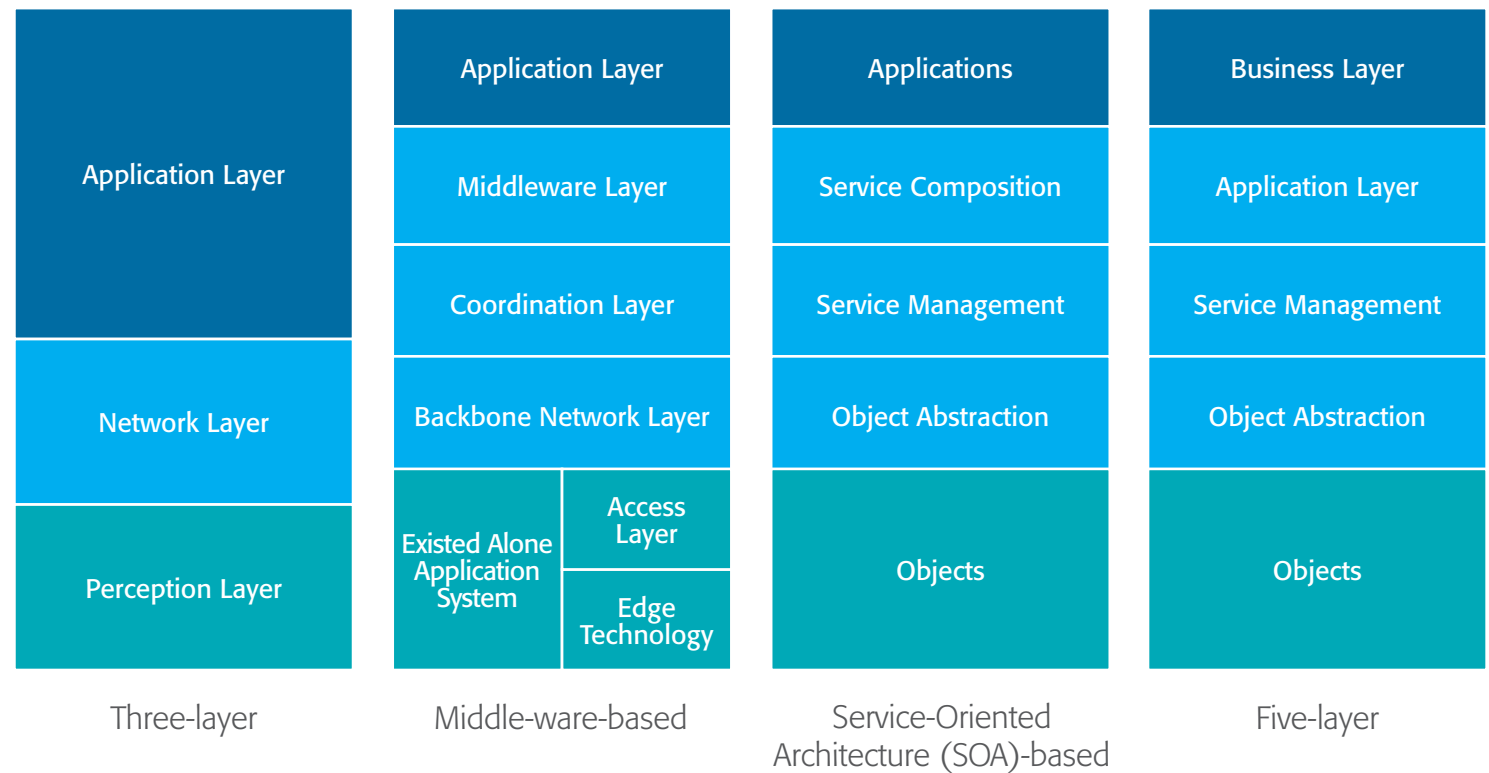 Application Layer
Network Layer
Perception Layer
Three-layer
Application Layer
Middleware Layer
Coordination Layer
Backbone Network Layer
Existed Alone
Application
System
Access
Layer
Edge
Technology
Middle-ware-based
Applications
Service Composition
Service Management
Object Abstraction
Objects
Service-Oriented
Architecture (SOA)-based
Business Layer
Application Layer
Service Management
Object Abstraction
Objects
Five-layer